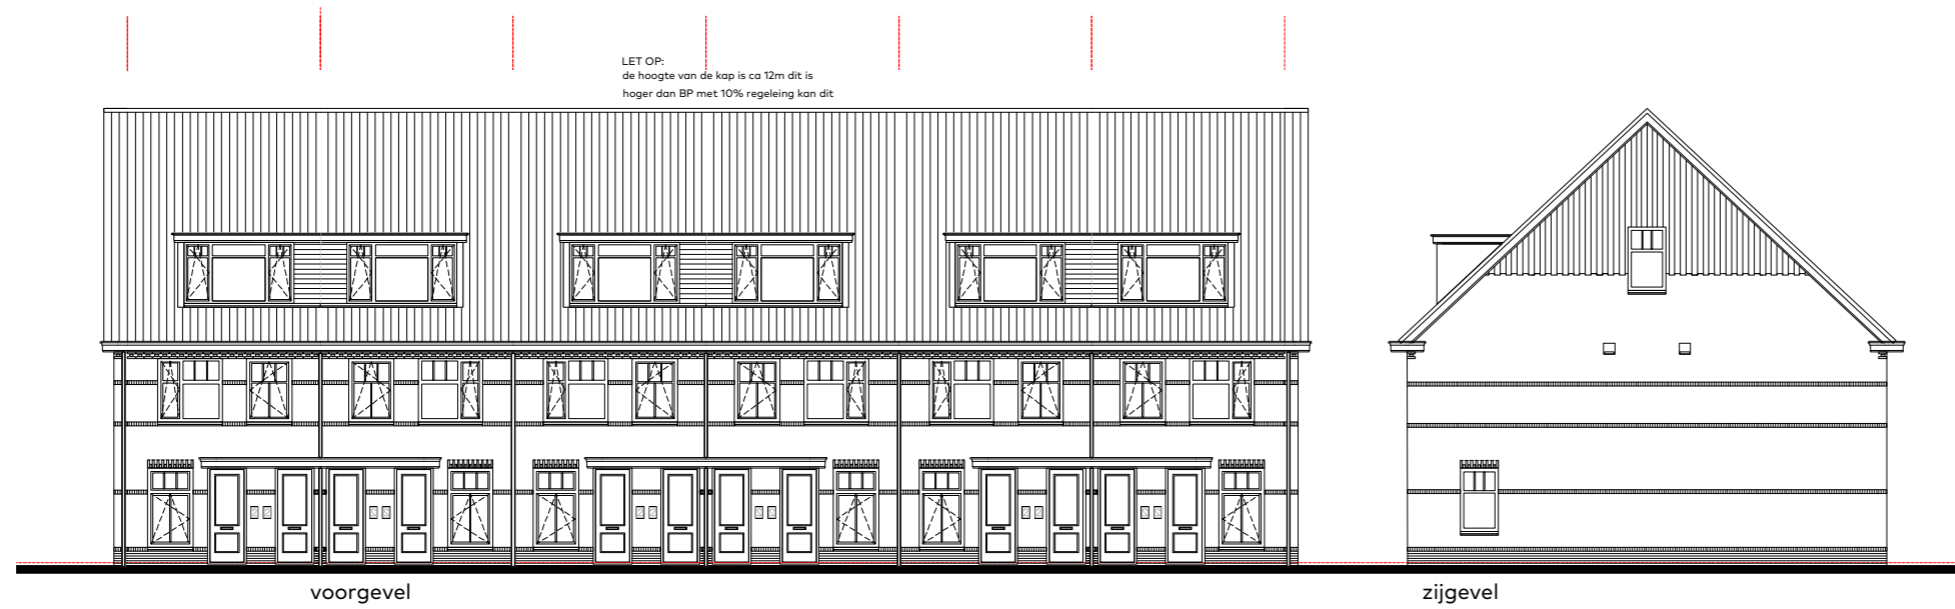 LET OP:
de hoogte van de kap is ca 12m dit is
hoger dan BP met 10% regeleing kan dit
voorgevel
zijgevel